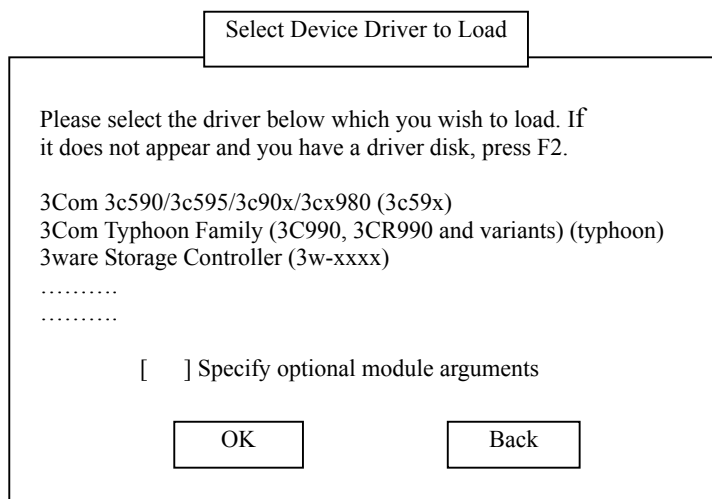 Select Device Driver to Load
Please select the driver below which you wish to load. If
it does not appear and you have a driver disk, press F2.
3Com 3c590/3c595/3c90x/3cx980 (3c59x)
3Com Typhoon Family (3C990, 3CR990 and variants) (typhoon)
3ware Storage Controller (3w-xxxx)
……….
……….
[ ] Specify optional module arguments
OK Back